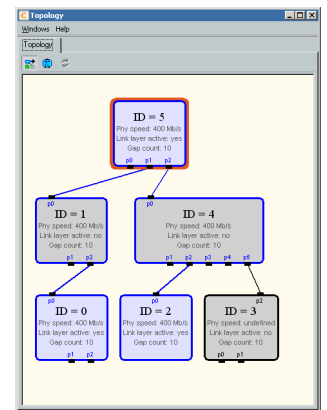 Topology
Windows Help
Topology
ID = 5
Phy speed: 400 Mb/s
Link layer active: yes
Gap count: 10
p0 p1 p2
p0
ID = 1
Phy speed: 400 Mb/s
Link layer active: no
Gap count: 10
p1 p2
p0
ID = 4
Phy speed: 400 Mb/s
Link layer active: no
Gap count: 10
p1 p2 p3 p4 p5
p0
ID = 0
Phy speed: 400 Mb/s
Link layer active: yes
Gap count: 10
p1 p2
p0
ID = 2
Phy speed: 400 Mb/s
Link layer active: yes
Gap count: 10
p1 p2
p2
ID = 3
Phy speed: undefined
Link layer active: no
Gap count: 10
p0 p1